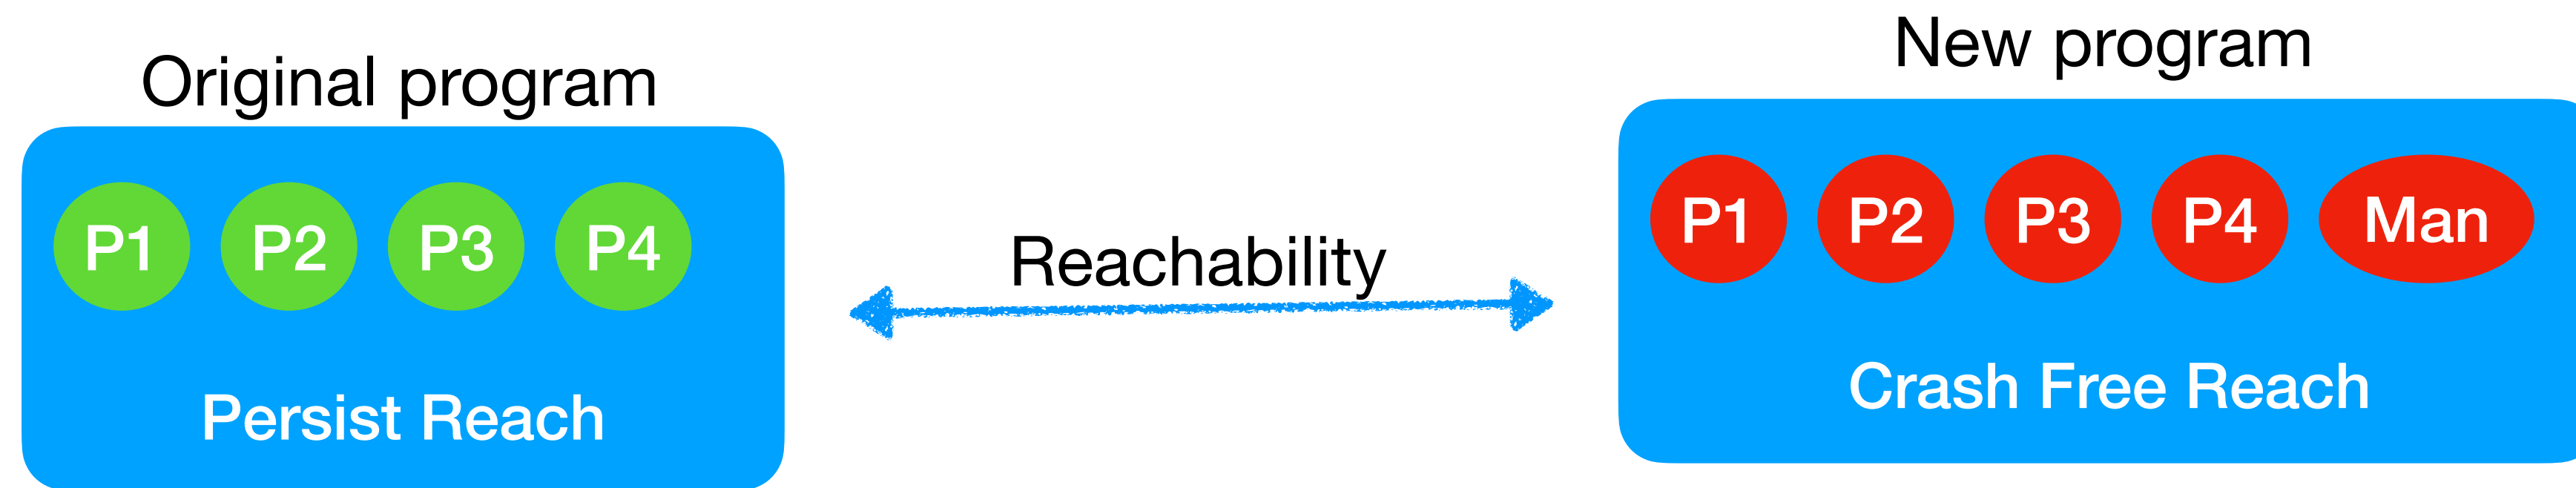 Original program
P1 P2 P3 P4
Persist Reach
Reachability
New program
P1 P2 P3 P4 Man
Crash Free Reach